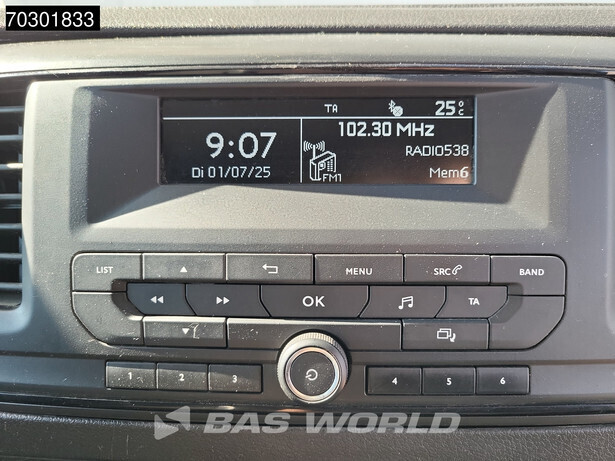 70301833
TA 25°C
9:07
102.30 MHz
RADIO538
Di 01/07/25
FM1
Mem6
LIST
MENU
SRC
BAND
OK
TA
1 2 3
4 5 6
BAS WORLD